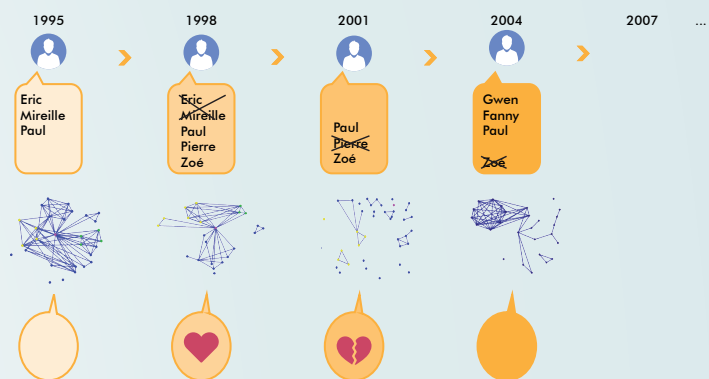 1995 1998 2001 2004 2007 ...
Eric
Mireille
Paul
Eric
Mireille
Paul
Pierre
Zoé
Paul
Pierre
Zoé
Gwen
Fanny
Paul
Zoé